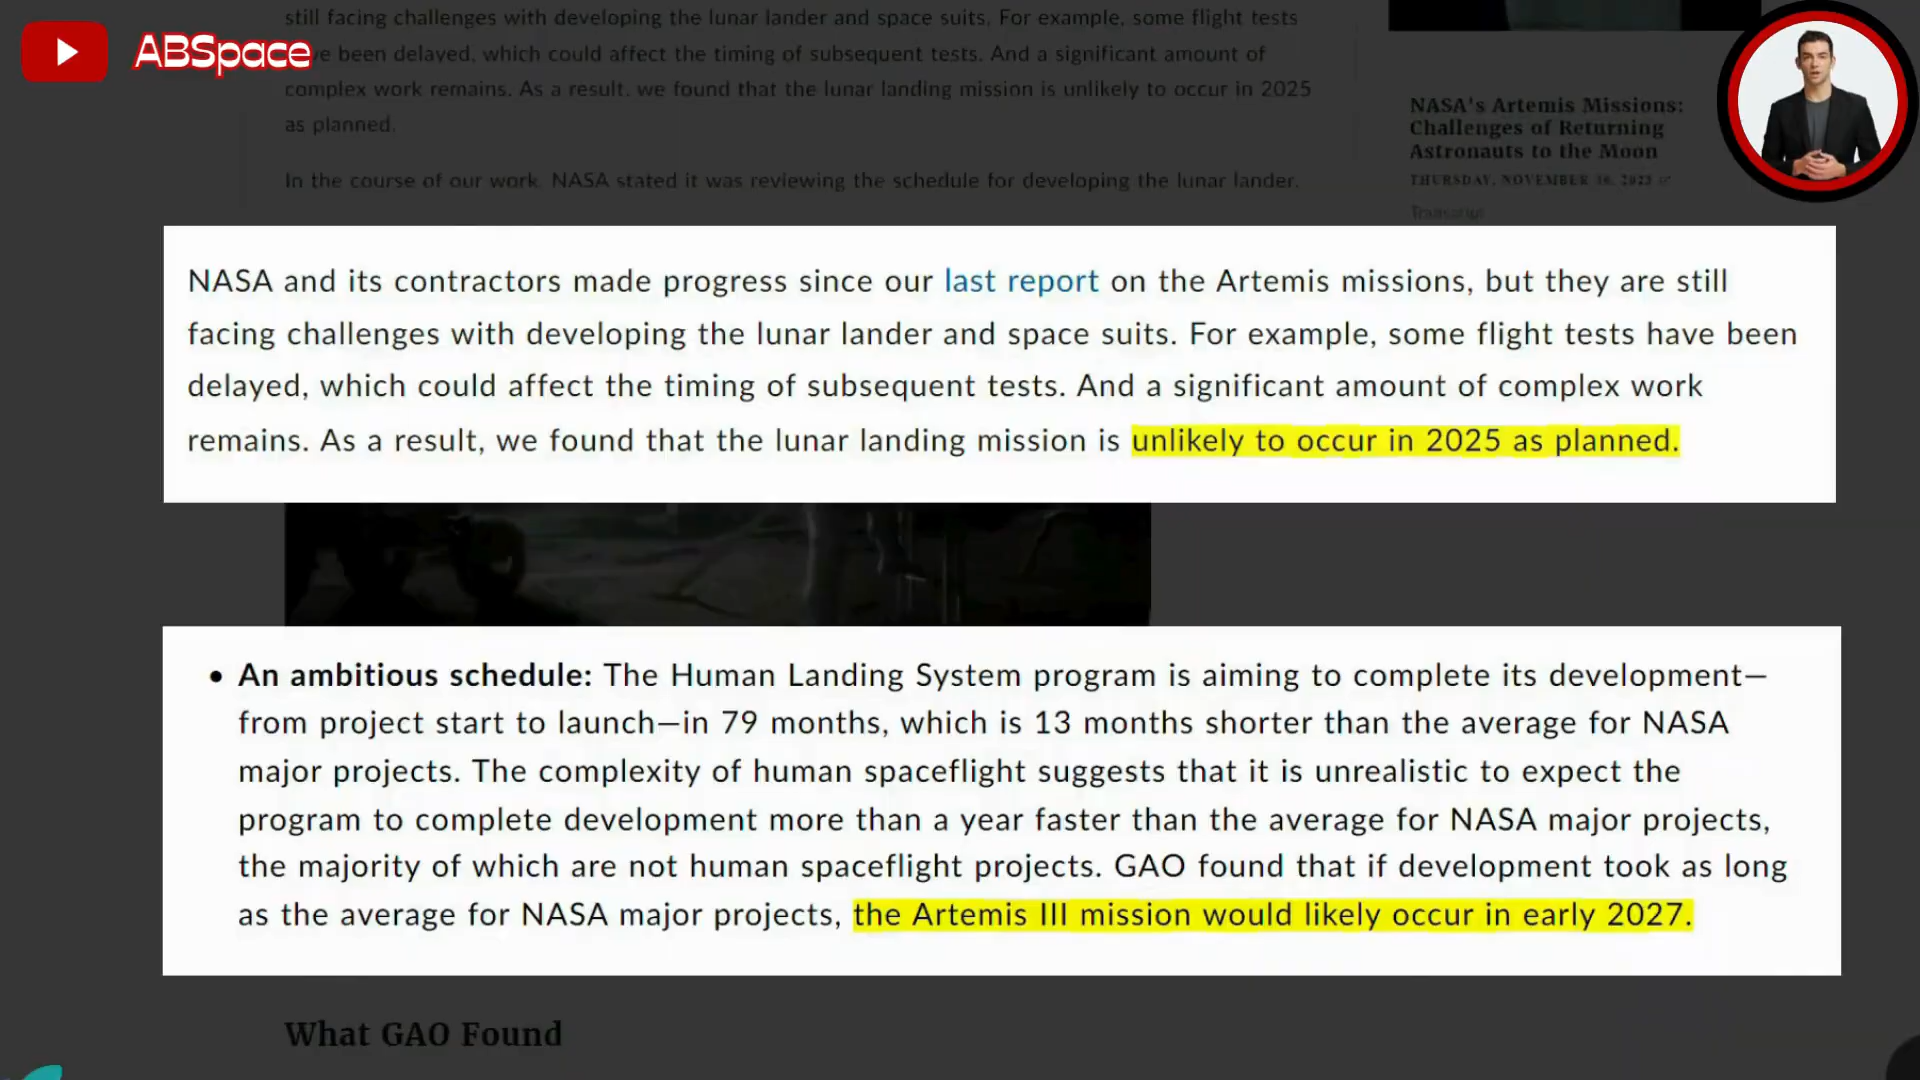 still facing challenges with developing the lunar lander and space suits. For example, some flight tests
ABSpace
ve been delayed, which could affect the timing of subsequent tests. And a significant amount of
complex work remains. As a result, we found that the lunar landing mission is unlikely to occur in 2025
as planned.
In the course of our work, NASA stated it was reviewing the schedule for developing the lunar lander.
NASA's Artemis Missions:
Challenges of Returning
Astronauts to the Moon
THURSDAY, NOVEMBER 30, 2023
Transcript
NASA and its contractors made progress since our last report on the Artemis missions, but they are still
facing challenges with developing the lunar lander and space suits. For example, some flight tests have been
delayed, which could affect the timing of subsequent tests. And a significant amount of complex work
remains. As a result, we found that the lunar landing mission is unlikely to occur in 2025 as planned.
• An ambitious schedule: The Human Landing System program is aiming to complete its development—
from project start to launch—in 79 months, which is 13 months shorter than the average for NASA
major projects. The complexity of human spaceflight suggests that it is unrealistic to expect the
program to complete development more than a year faster than the average for NASA major projects,
the majority of which are not human spaceflight projects. GAO found that if development took as long
as the average for NASA major projects, the Artemis III mission would likely occur in early 2027.
What GAO Found